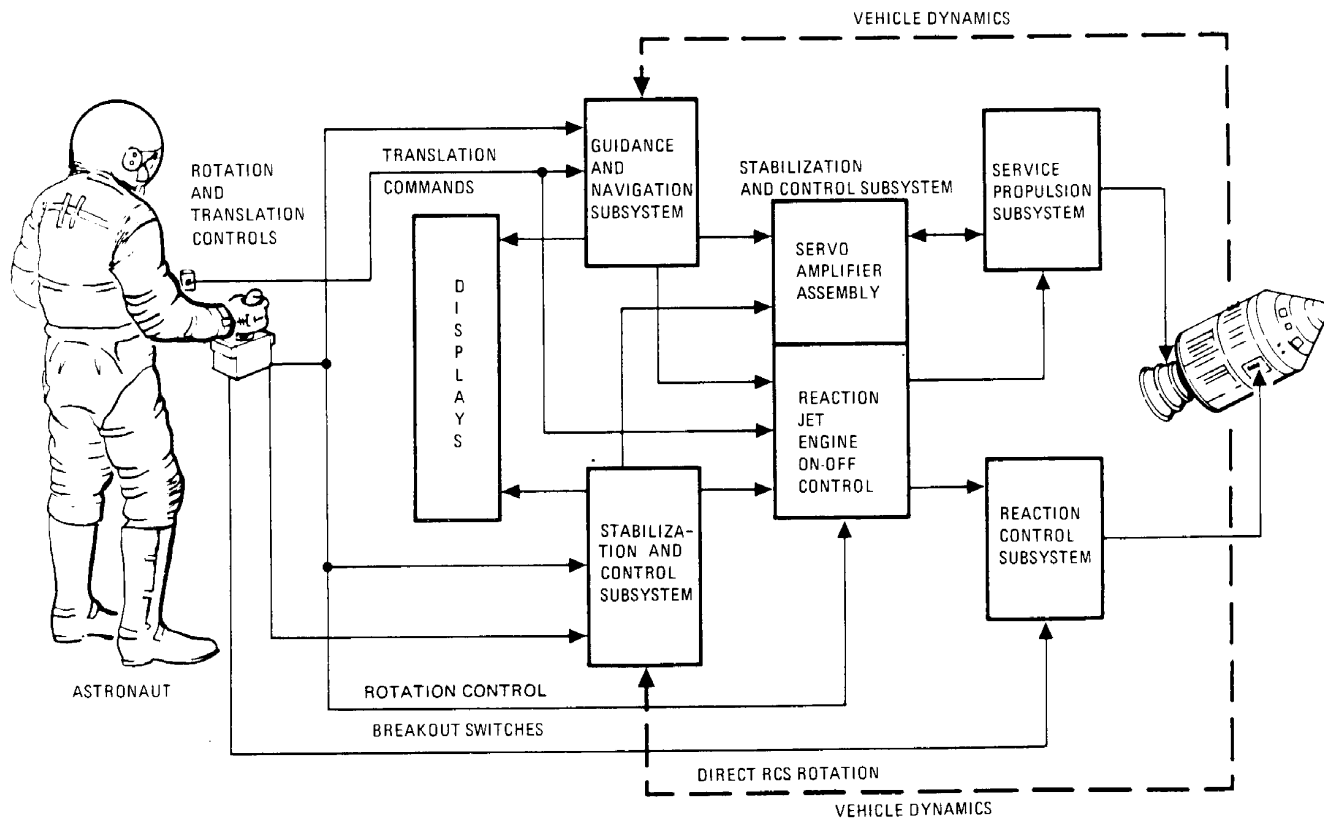 VEHICLE DYNAMICS
ROTATION
AND
TRANSLATION
CONTROLS
TRANSLATION
COMMANDS
GUIDANCE
AND
NAVIGATION
SUBSYSTEM
STABILIZATION
AND CONTROL SUBSYSTEM
SERVICE
PROPULSION
SUBSYSTEM
DISPLAYS
SERVO
AMPLIFIER
ASSEMBLY
REACTION
JET
ENGINE
ON-OFF
CONTROL
STABILIZA-
TION AND
CONTROL
SUBSYSTEM
REACTION
CONTROL
SUBSYSTEM
ASTRONAUT
ROTATION CONTROL
BREAKOUT SWITCHES
DIRECT RCS ROTATION
VEHICLE DYNAMICS